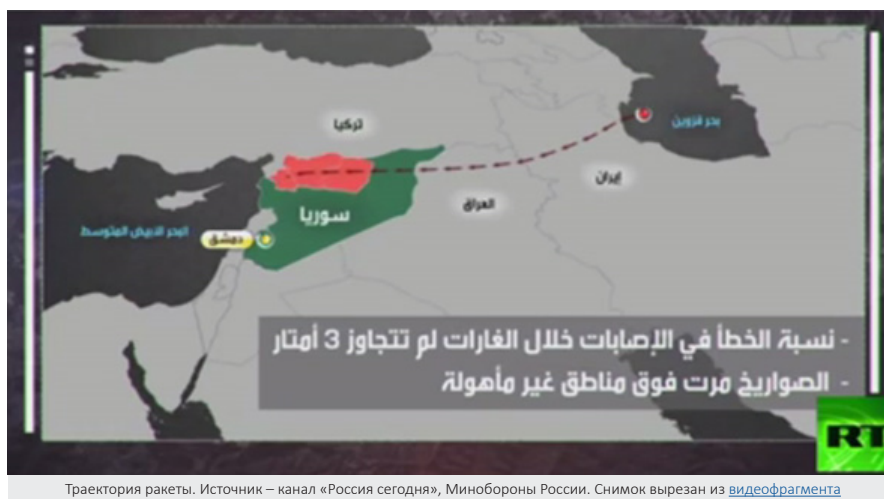 تركيا
بحر قزوين
إيران
العراق
سوريا
البحر الابيض المتوسط
دمشق
- نسبة الخطأ في الإصابات خلال الغارات لم تتجاوز 3 أمتار
- الصواريخ مرت فوق مناطق غير مأهولة
RT
Траектория ракеты. Источник – канал «Россия сегодня», Минобороны России. Снимок вырезан из видеофрагмента